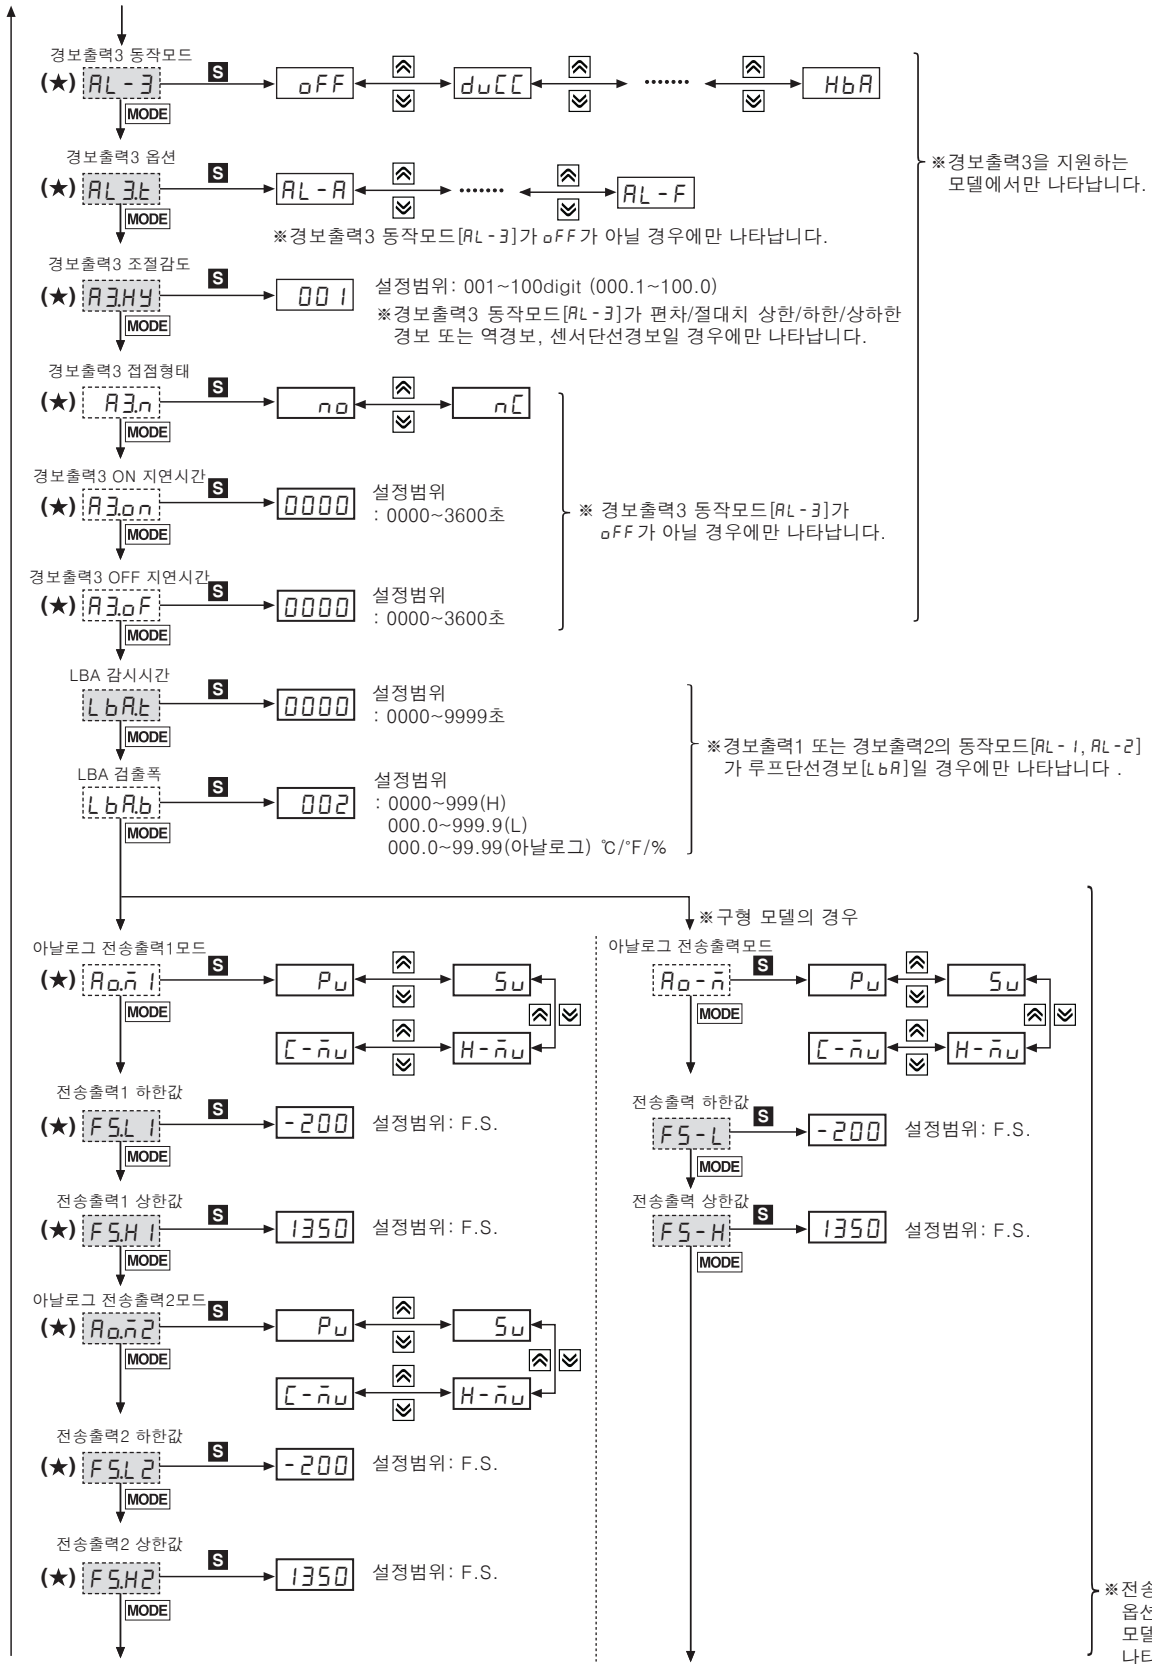 경보출력3 동작모드
(★) AL-3 S oFF duCC ······· HbA
MODE
경보출력3 옵션
(★) AL3.t S AL-A ······· AL-F
MODE
※경보출력3을 지원하는
모델에서만 나타납니다.
※경보출력3 동작모드[AL-3]가 oFF가 아닐 경우에만 나타납니다.
경보출력3 조절감도
(★) A3.HY S 001
MODE
설정범위: 001~100digit (000.1~100.0)
※경보출력3 동작모드[AL-3]가 편차/절대치 상한/하한/상하한
경보 또는 역경보, 센서단선경보일 경우에만 나타납니다.
경보출력3 접점형태
(★) A3.n S no nC
MODE
경보출력3 ON 지연시간
(★) A3.on S 0000
MODE
설정범위
: 0000~3600초
※ 경보출력3 동작모드[AL-3]가
oFF가 아닐 경우에만 나타납니다.
경보출력3 OFF 지연시간
(★) A3.oF S 0000
MODE
설정범위
: 0000~3600초
LBA 감시시간
LbA.t S 0000
MODE
설정범위
: 0000~9999초
※경보출력1 또는 경보출력2의 동작모드[AL-1, AL-2]
가 루프단선경보[LbA]일 경우에만 나타납니다 .
LBA 검출폭
LbA.b S 002
MODE
설정범위
: 0000~999(H)
000.0~999.9(L)
000.0~99.99(아날로그) ℃/℉/%
아날로그 전송출력1모드
(★) Ao.m1 S Pu Su
MODE
C-mu H-mu
전송출력1 하한값
(★) FS.L1 S -200 설정범위: F.S.
MODE
전송출력1 상한값
(★) FS.H1 S 1350 설정범위: F.S.
MODE
아날로그 전송출력2모드
(★) Ao.m2 S Pu Su
MODE
C-mu H-mu
전송출력2 하한값
(★) FS.L2 S -200 설정범위: F.S.
MODE
전송출력2 상한값
(★) FS.H2 S 1350 설정범위: F.S.
MODE
※구형 모델의 경우
아날로그 전송출력모드
Ao-m S Pu Su
MODE
C-mu H-mu
전송출력 하한값
FS-L S -200 설정범위: F.S.
MODE
전송출력 상한값
FS-H S 1350 설정범위: F.S.
MODE
※전송
옵션
모델
나타